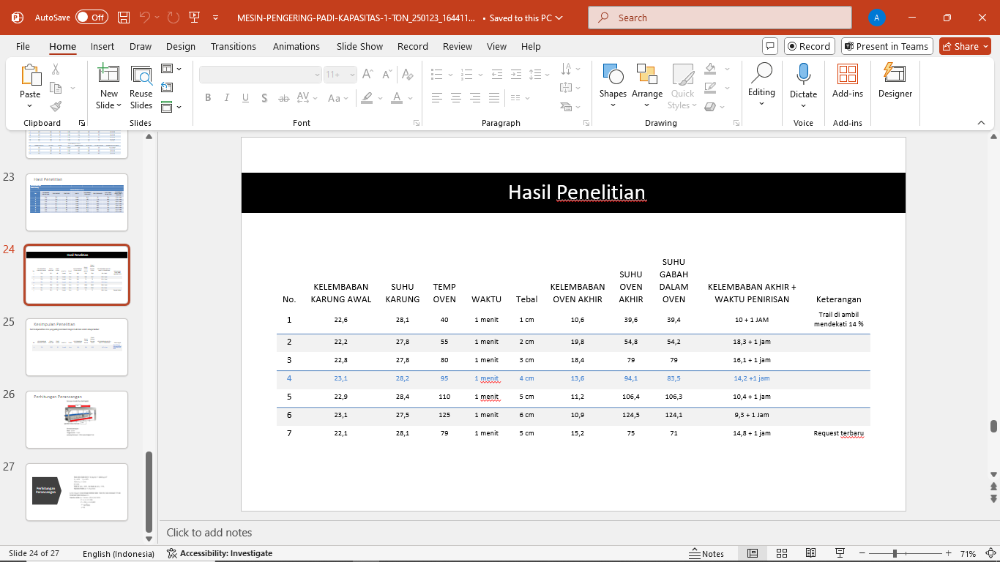 AutoSave Off MESIN-PENGERING-PADI-KAPASITAS-1-TON_250123_164411... • Saved to this PC Search A
File Home Insert Draw Design Transitions Animations Slide Show Record Review View Help Record Present in Teams Share
Paste New Slide Reuse Slides 11+ Shapes Arrange Quick Styles Editing Dictate Add-ins Designer
Clipboard Slides Font Paragraph Drawing Voice Add-ins
23
Hasil Penelitian
24
Hasil Penelitian
25
Kesimpulan Penelitian
26
Perhitungan Perancangan
27
Perhitungan
Perancangan
Hasil Penelitian
No. KELEMBABAN KARUNG AWAL SUHU KARUNG TEMP OVEN WAKTU Tebal KELEMBABAN OVEN AKHIR SUHU OVEN AKHIR SUHU GABAH DALAM OVEN KELEMBABAN AKHIR + WAKTU PENIRISAN Keterangan
1 22,6 28,1 40 1 menit 1 cm 10,6 39,6 39,4 10 + 1 JAM Trail di ambil mendekati 14 %
2 22,2 27,8 55 1 menit 2 cm 19,8 54,8 54,2 18,3 + 1 jam
3 22,8 27,8 80 1 menit 3 cm 18,4 79 79 16,1 + 1 jam
4 23,1 28,2 95 1 menit 4 cm 13,6 94,1 83,5 14,2 +1 jam
5 22,9 28,4 110 1 menit 5 cm 11,2 106,4 106,3 10,4 + 1 jam
6 23,1 27,5 125 1 menit 6 cm 10,9 124,5 124,1 9,3 + 1 Jam
7 22,1 28,1 79 1 menit 5 cm 15,2 75 71 14,8 + 1 jam Request terbaru
Click to add notes
Slide 24 of 27 English (Indonesia) Accessibility: Investigate Notes 71%